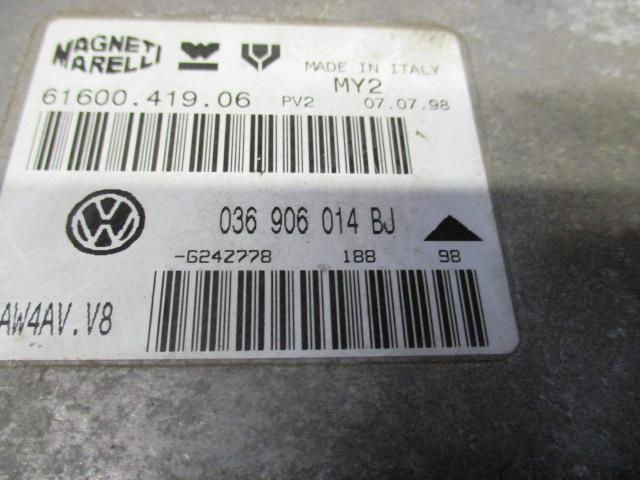 MAGNETI
MARELLI
MADE IN ITALY
61600.419.06 PV2 MY2 07.07.98
036 906 014 BJ
-G24Z778 188 98
AW4AV.V8